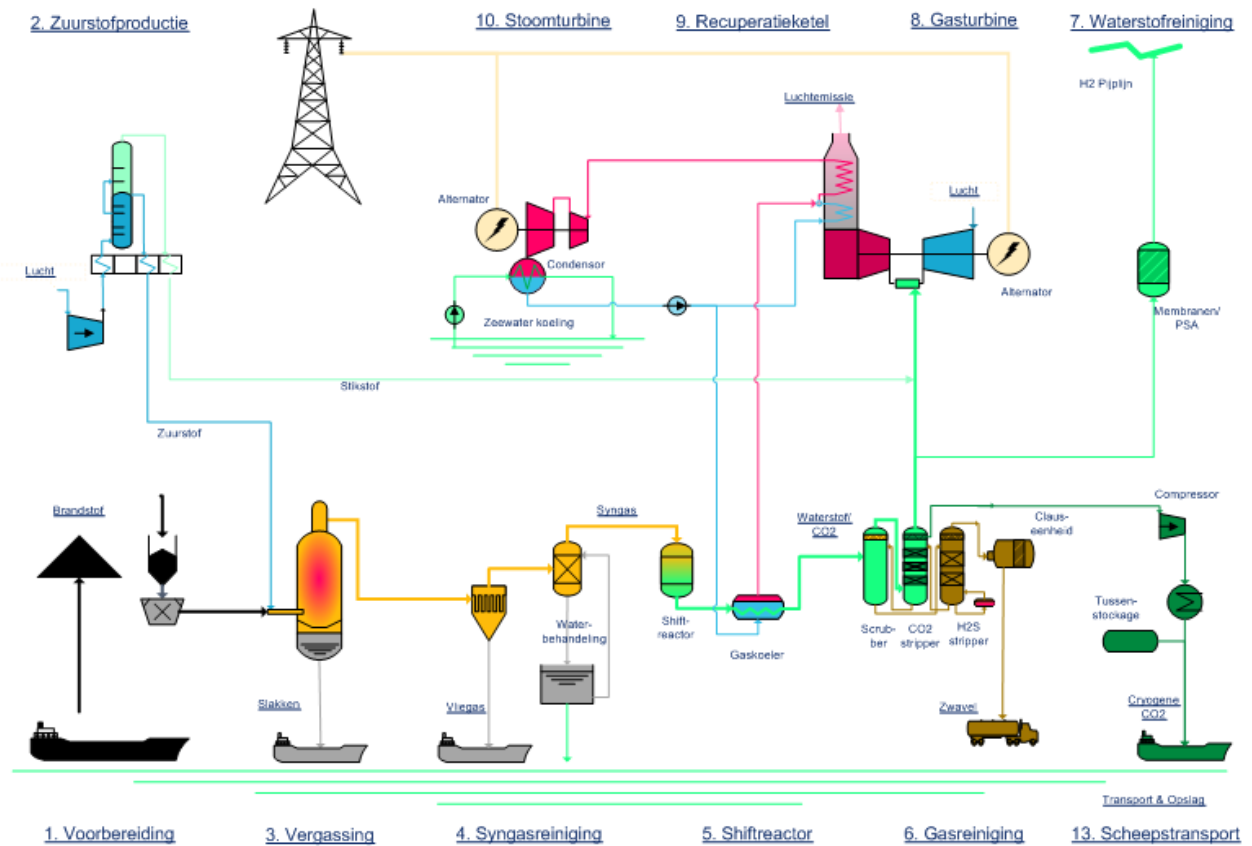 2. Zuurstofproductie
10. Stoomturbine
9. Recuperatieketel
8. Gasturbine
7. Waterstofreiniging
H2 Pijplijn
Luchtemissie
Alternator
Lucht
Condensor
Lucht
Alternator
Zeewater koeling
Membranen/
PSA
Stikstof
Zuurstof
Brandstof
Syngas
Waterstof/
CO2
Compressor
Claus-
eenheid
Water-
behandeling
Shift-
reactor
Gaskoeler
Scrub-
ber
CO2
stripper
H2S
stripper
Tussen-
stockage
Slakken
Vliegas
Zwavel
Cryogene
CO2
Transport & Opslag
1. Voorbereiding
3. Vergassing
4. Syngasreiniging
5. Shiftreactor
6. Gasreiniging
13. Scheepstransport